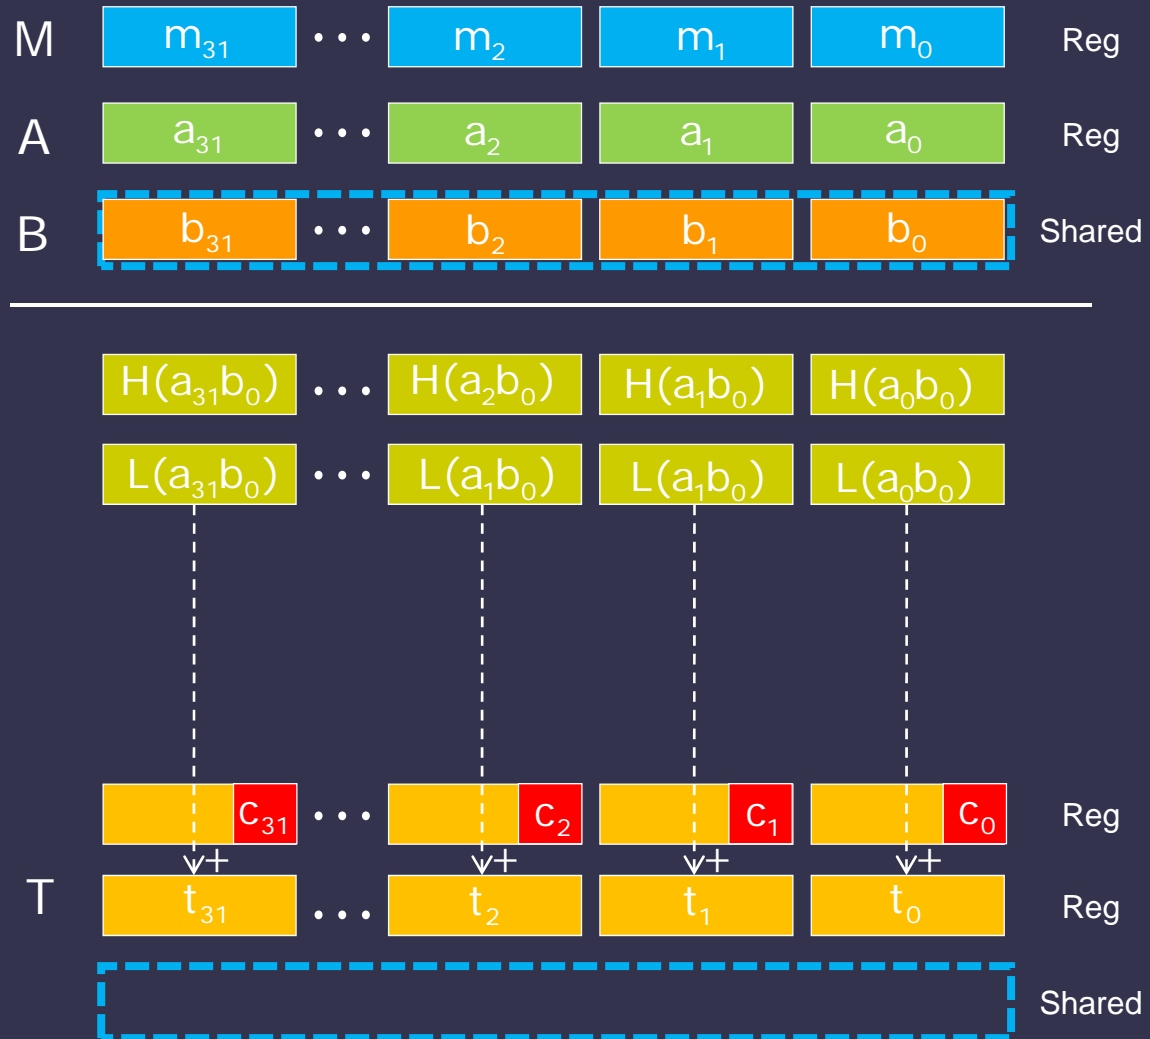 M m₃₁ ••• m₂ m₁ m₀ Reg
A a₃₁ ••• a₂ a₁ a₀ Reg
B b₃₁ ••• b₂ b₁ b₀ Shared
H(a₃₁b₀) ••• H(a₂b₀) H(a₁b₀) H(a₀b₀)
L(a₃₁b₀) ••• L(a₁b₀) L(a₁b₀) L(a₀b₀)
c₃₁ ••• c₂ c₁ c₀ Reg
+ + + +
T t₃₁ ••• t₂ t₁ t₀ Reg
Shared